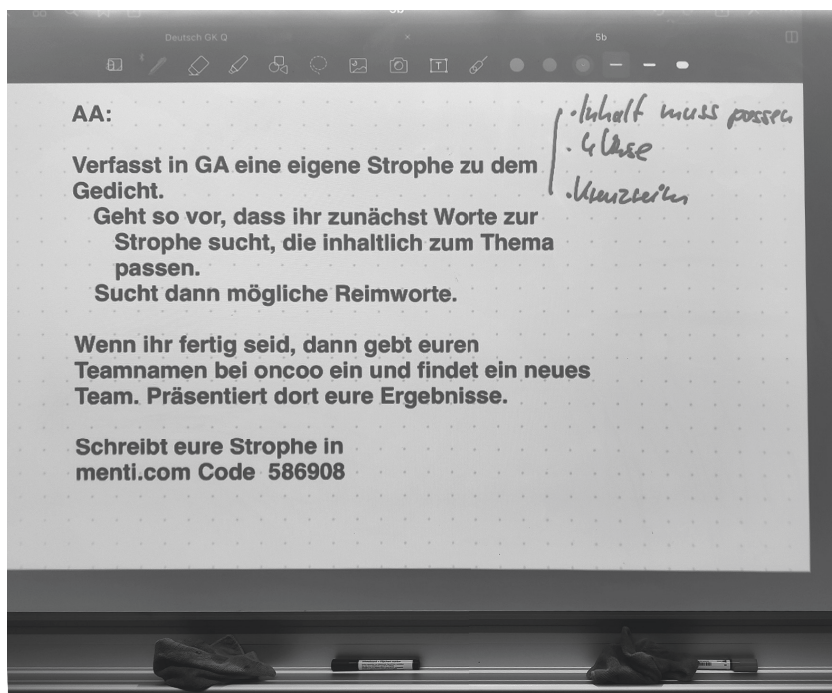 Deutsch GK Q
5b
AA:
Verfasst in GA eine eigene Strophe zu dem
Gedicht.
Geht so vor, dass ihr zunächst Worte zur
Strophe sucht, die inhaltlich zum Thema
passen.
Sucht dann mögliche Reimworte.
Wenn ihr fertig seid, dann gebt euren
Teamnamen bei oncoo ein und findet ein neues
Team. Präsentiert dort eure Ergebnisse.
Schreibt eure Strophe in
menti.com Code 586908
· Inhalt muss passen
· 4 Verse
· Kreuzreim